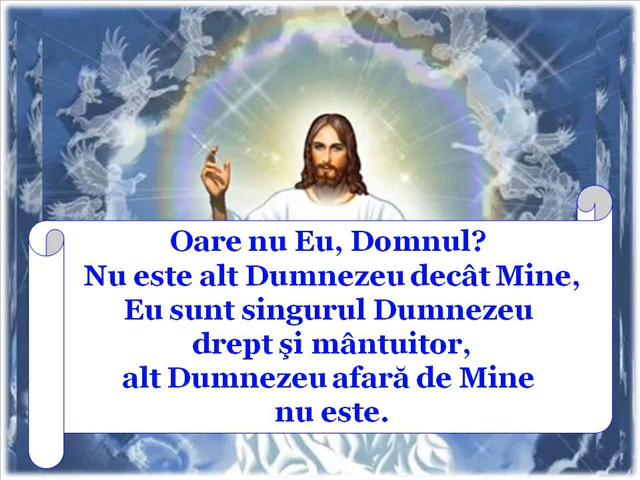 Oare nu Eu, Domnul?
Nu este alt Dumnezeu decât Mine,
Eu sunt singurul Dumnezeu
drept şi mântuitor,
alt Dumnezeu afară de Mine
nu este.